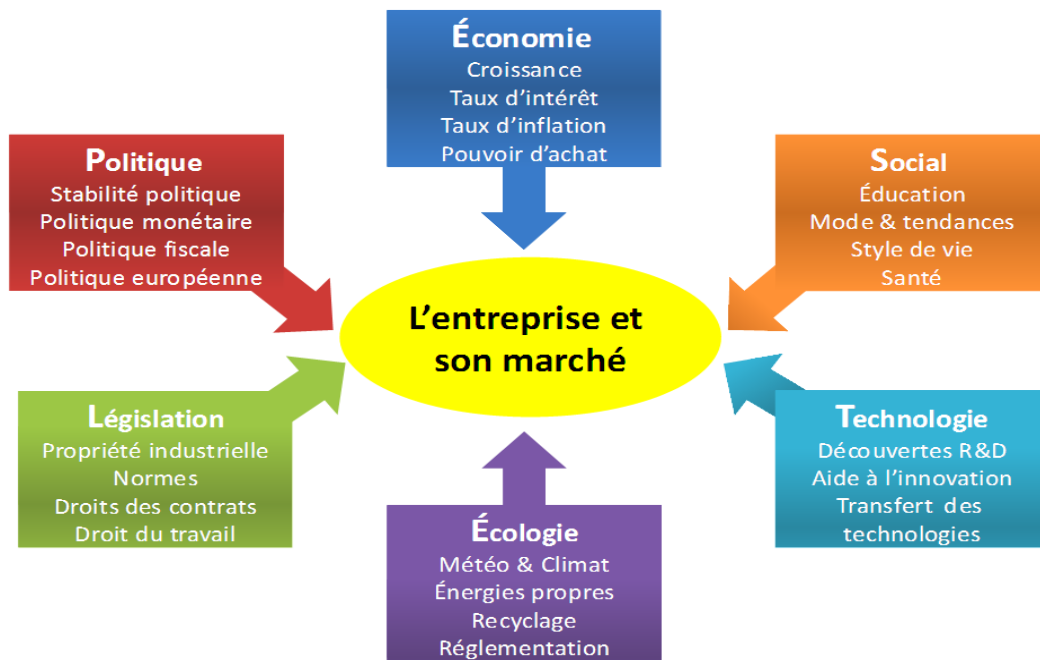 Économie
Croissance
Taux d'intérêt
Taux d'inflation
Pouvoir d'achat
Politique
Stabilité politique
Politique monétaire
Politique fiscale
Politique européenne
Social
Éducation
Mode & tendances
Style de vie
Santé
L'entreprise et
son marché
Législation
Propriété industrielle
Normes
Droits des contrats
Droit du travail
Technologie
Découvertes R&D
Aide à l'innovation
Transfert des
technologies
Écologie
Météo & Climat
Énergies propres
Recyclage
Réglementation